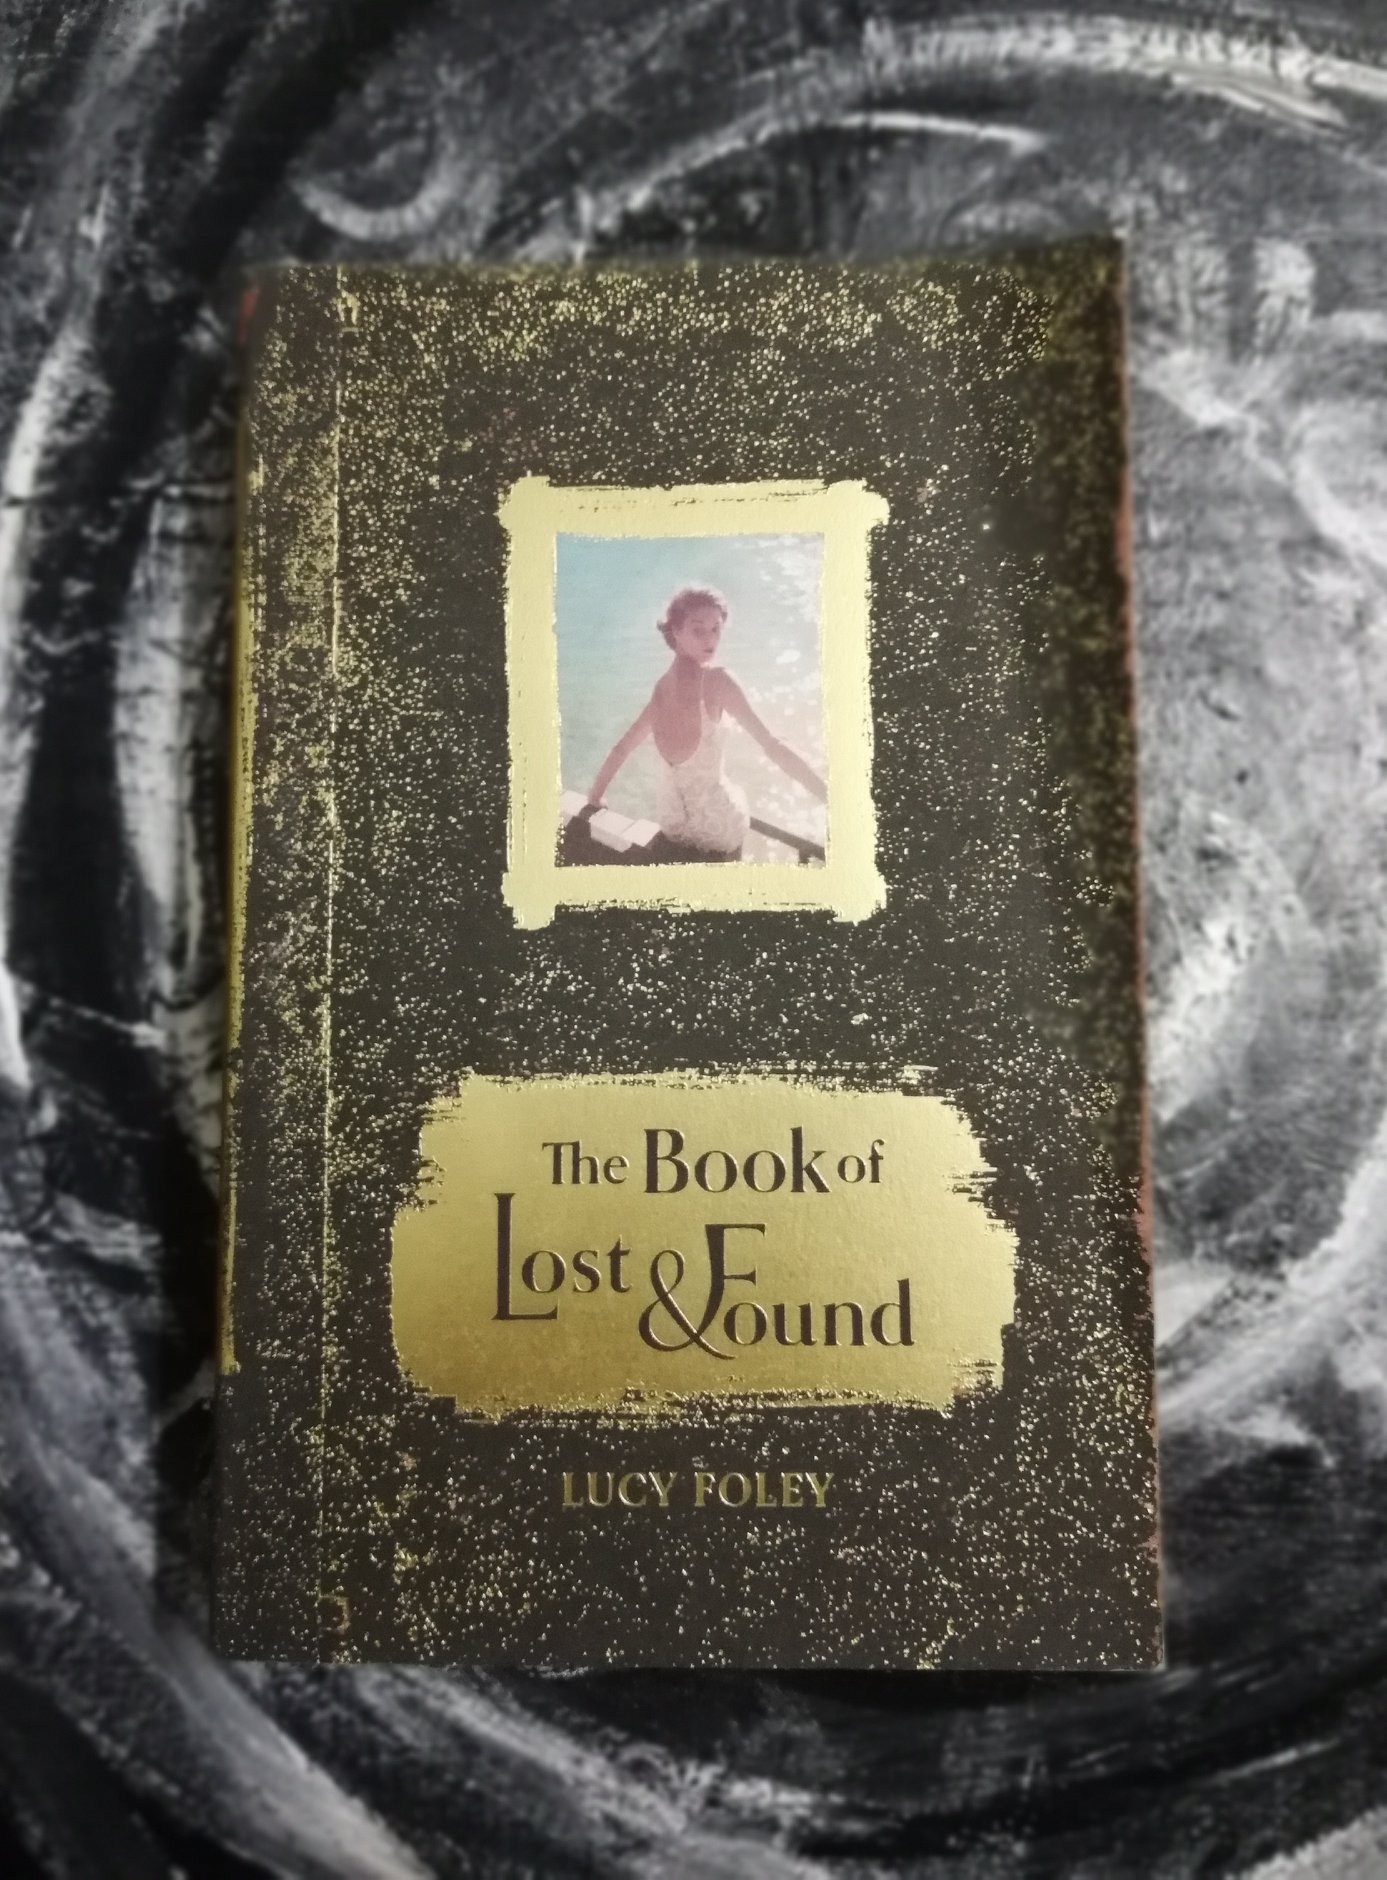 The Book of
Lost & Found
LUCY FOLEY